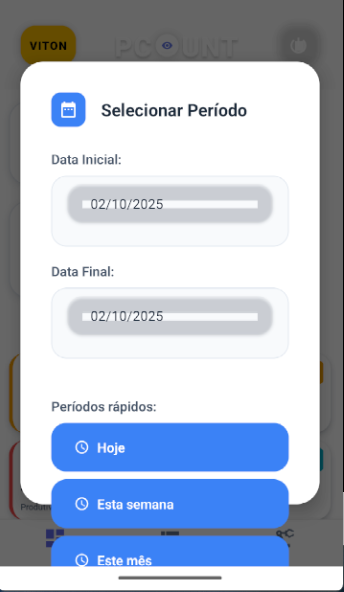 VITON
PCOUNT
Selecionar Período
Data Inicial:
02/10/2025
Data Final:
02/10/2025
Períodos rápidos:
Hoje
Esta semana
Este mês